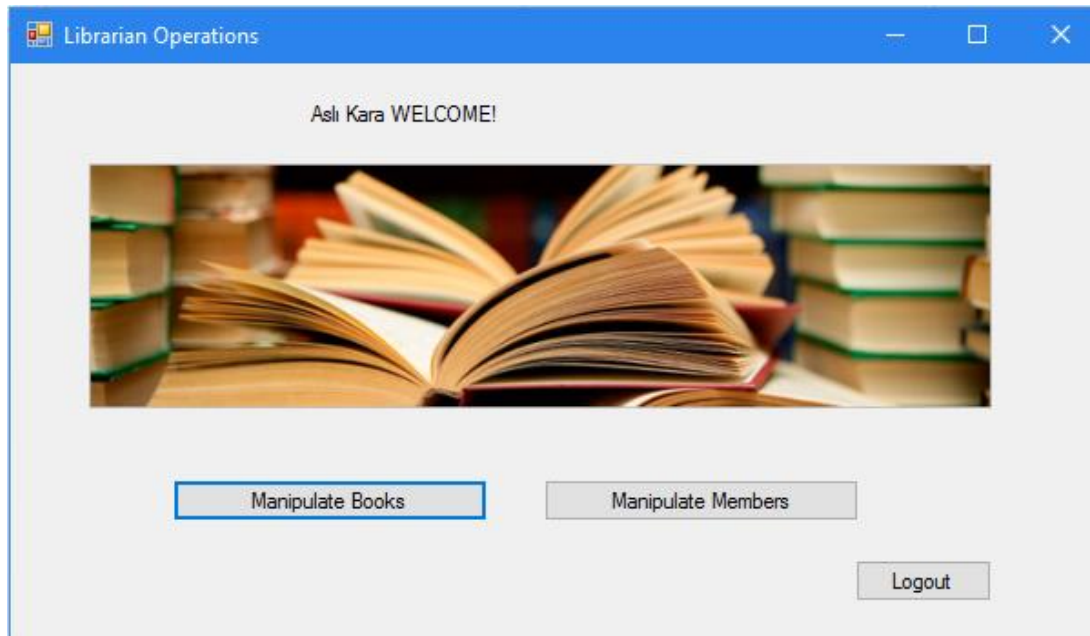 Librarian Operations
Aslı Kara WELCOME!
Manipulate Books
Manipulate Members
Logout